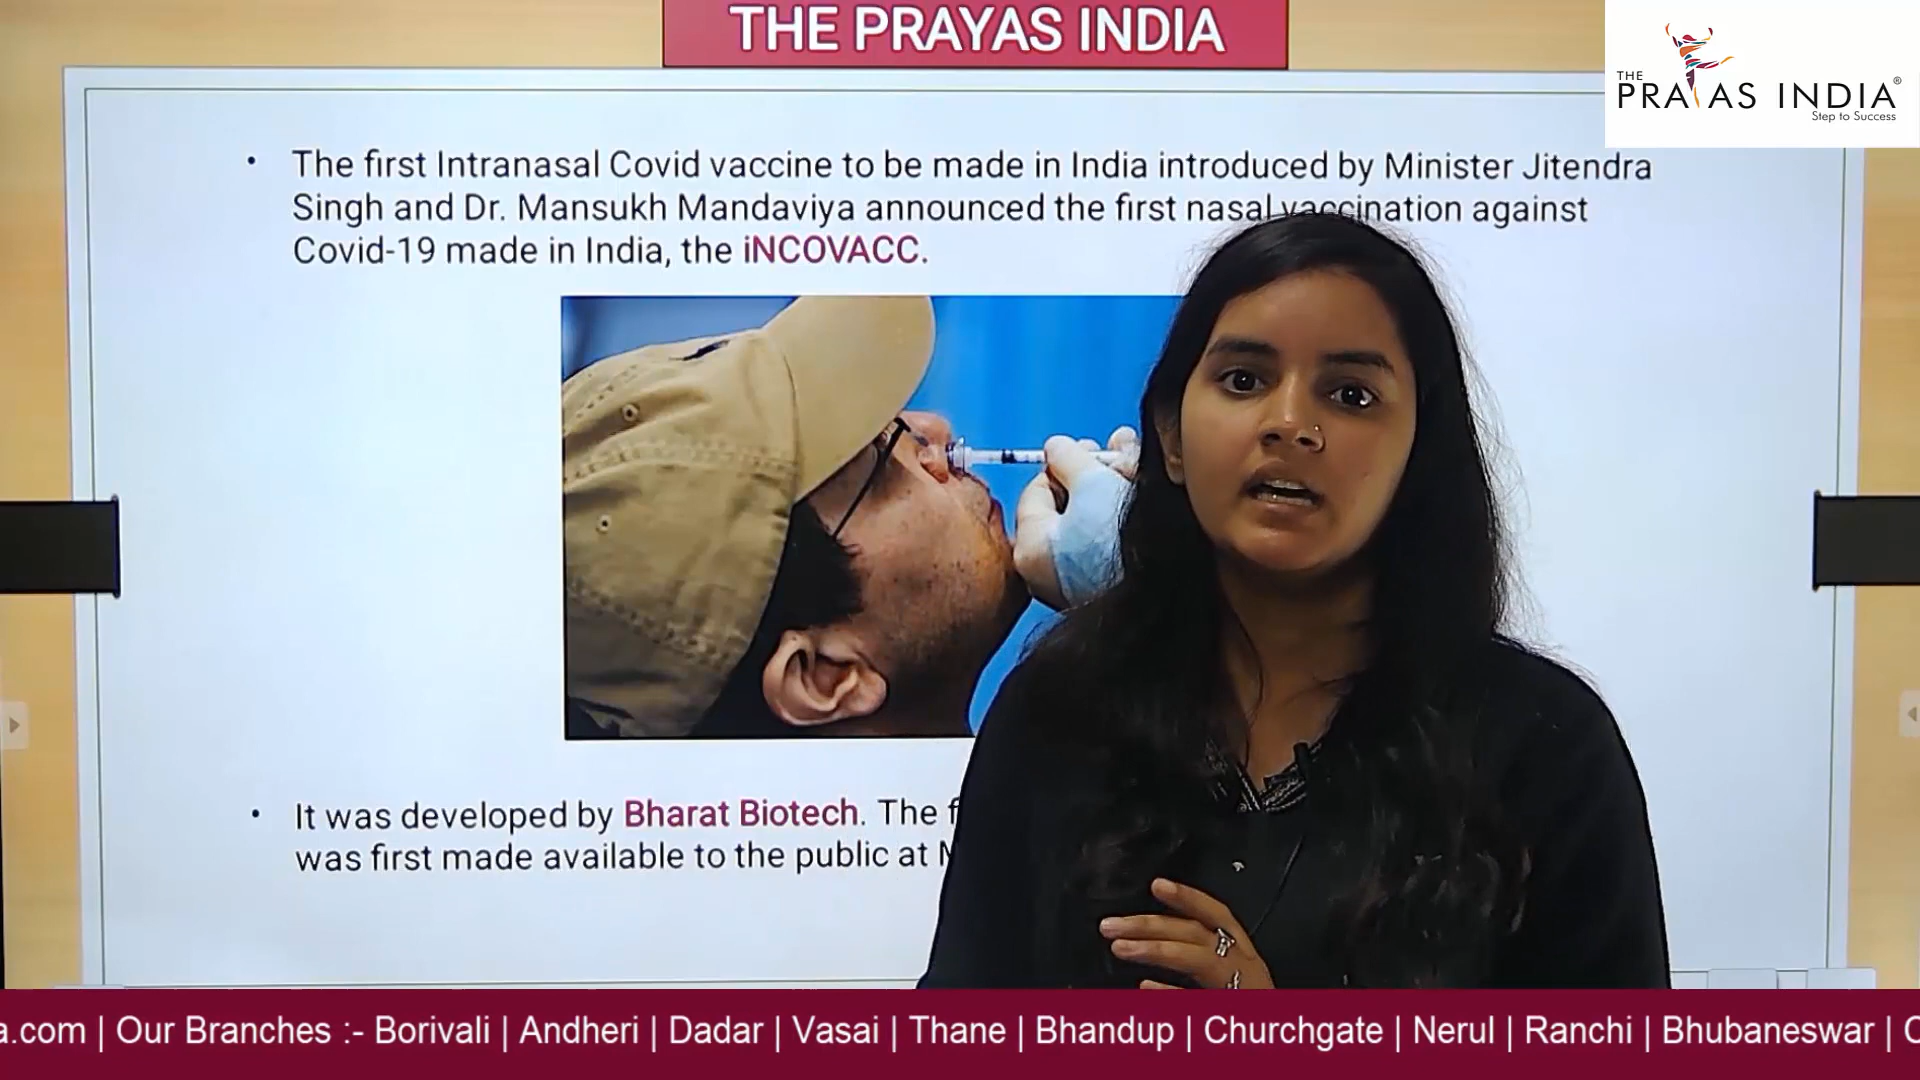 THE PRAYAS INDIA
THE
PRAYAS INDIA®
Step to Success
• The first Intranasal Covid vaccine to be made in India introduced by Minister Jitendra
Singh and Dr. Mansukh Mandaviya announced the first nasal vaccination against
Covid-19 made in India, the iNCOVACC.
• It was developed by Bharat Biotech. The
was first made available to the public at
a.com | Our Branches :- Borivali | Andheri | Dadar | Vasai | Thane | Bhandup | Churchgate | Nerul | Ranchi | Bhubaneswar |